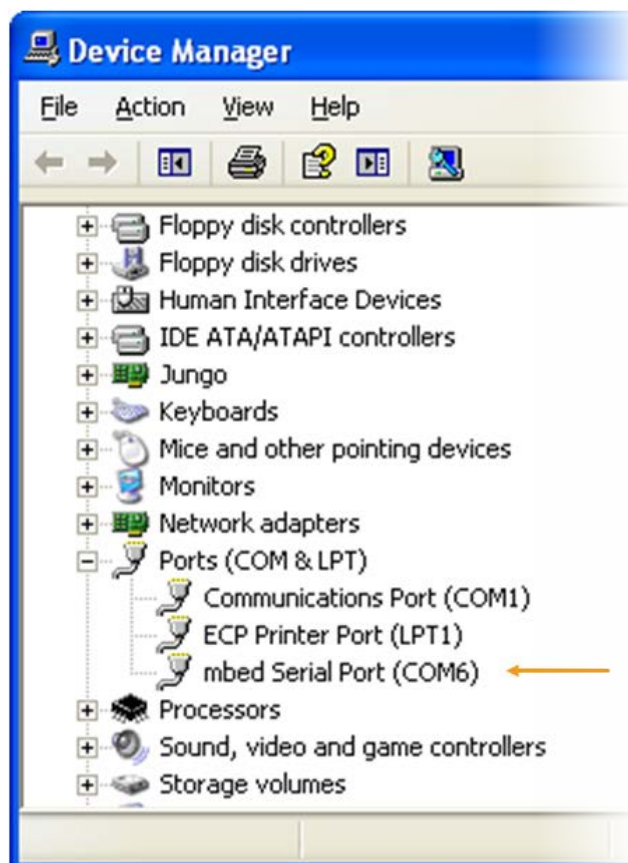 Device Manager
File Action View Help
Floppy disk controllers
Floppy disk drives
Human Interface Devices
IDE ATA/ATAPI controllers
Jungo
Keyboards
Mice and other pointing devices
Monitors
Network adapters
Ports (COM & LPT)
Communications Port (COM1)
ECP Printer Port (LPT1)
mbed Serial Port (COM6)
Processors
Sound, video and game controllers
Storage volumes